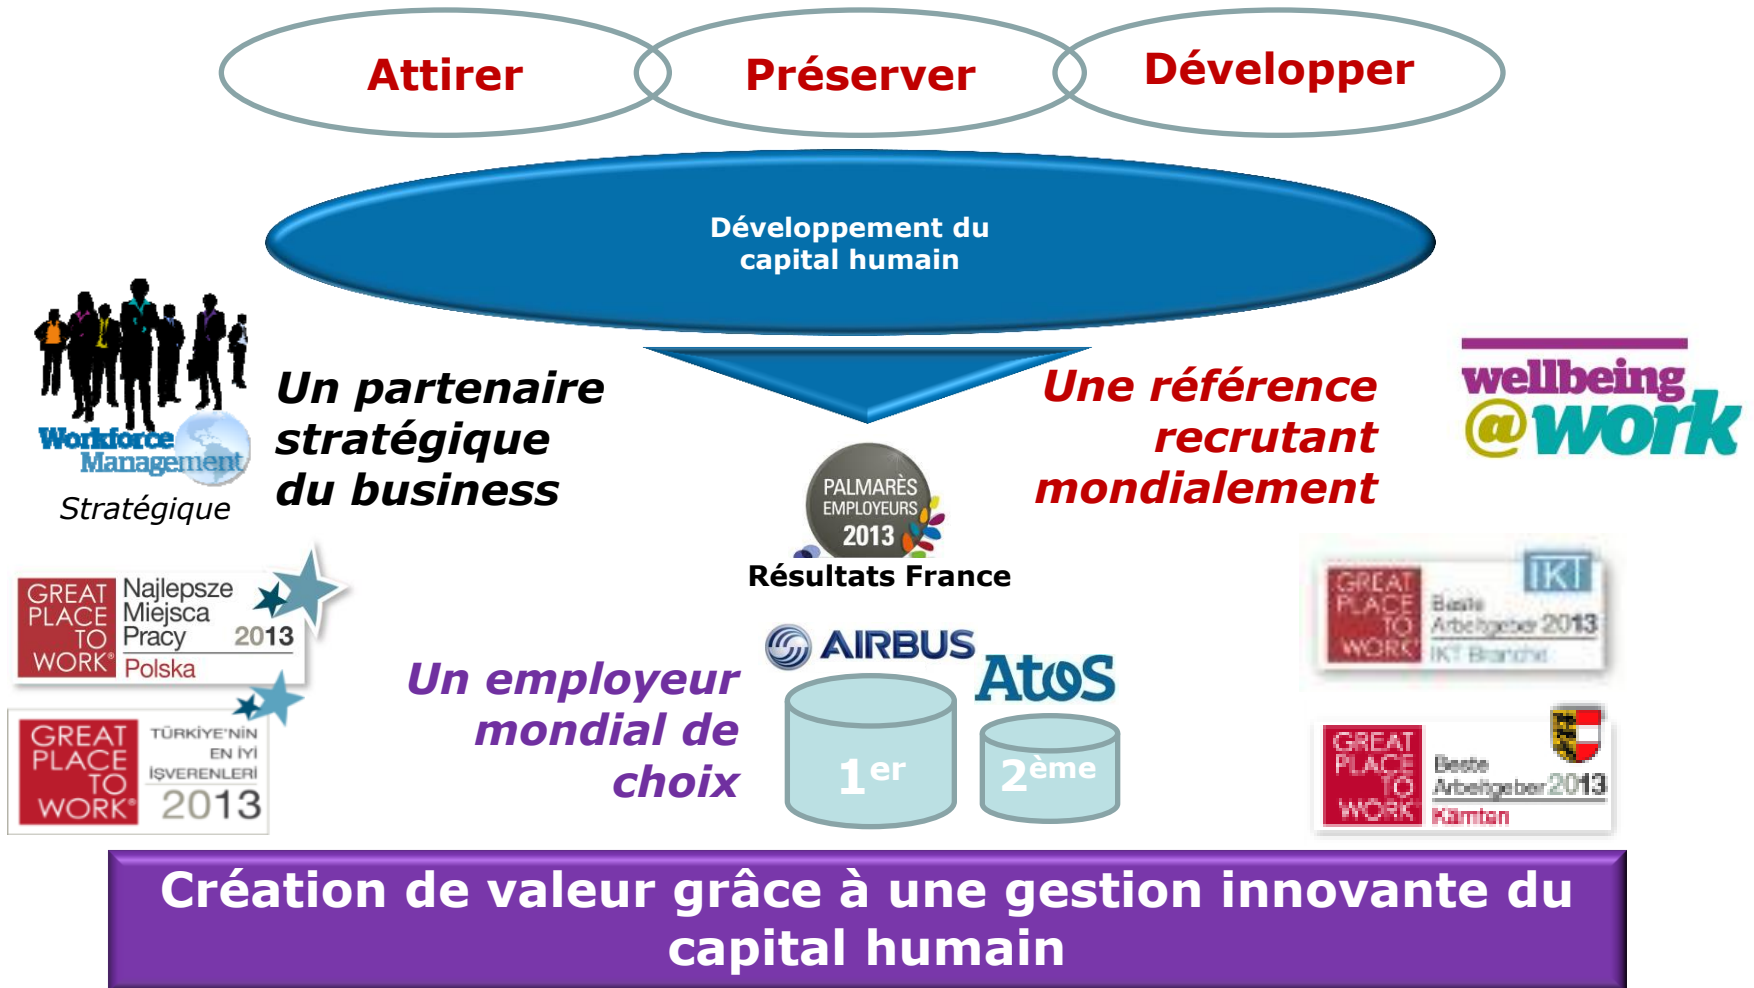 Attirer
Préserver
Développer
Développement du
capital humain
Workforce
Management
Stratégique
Un partenaire
stratégique
du business
Une référence
recrutant
mondialement
wellbeing
@work
PALMARÈS
EMPLOYEURS
2013
Résultats France
GREAT
PLACE
TO
WORK®
Najlepsze
Miejsca
Pracy 2013
Polska
GREAT
PLACE
TO
WORK®
TÜRKİYE'NİN
EN İYİ
İŞVERENLERİ
2013
Un employeur
mondial de
choix
AIRBUS
Atos
1er
2ème
GREAT
PLACE
TO
WORK
IKT
Beste
Arbeitgeber 2013
IKT Branche
GREAT
PLACE
TO
WORK
Beste
Arbeitgeber 2013
Kärnten
Création de valeur grâce à une gestion innovante du
capital humain